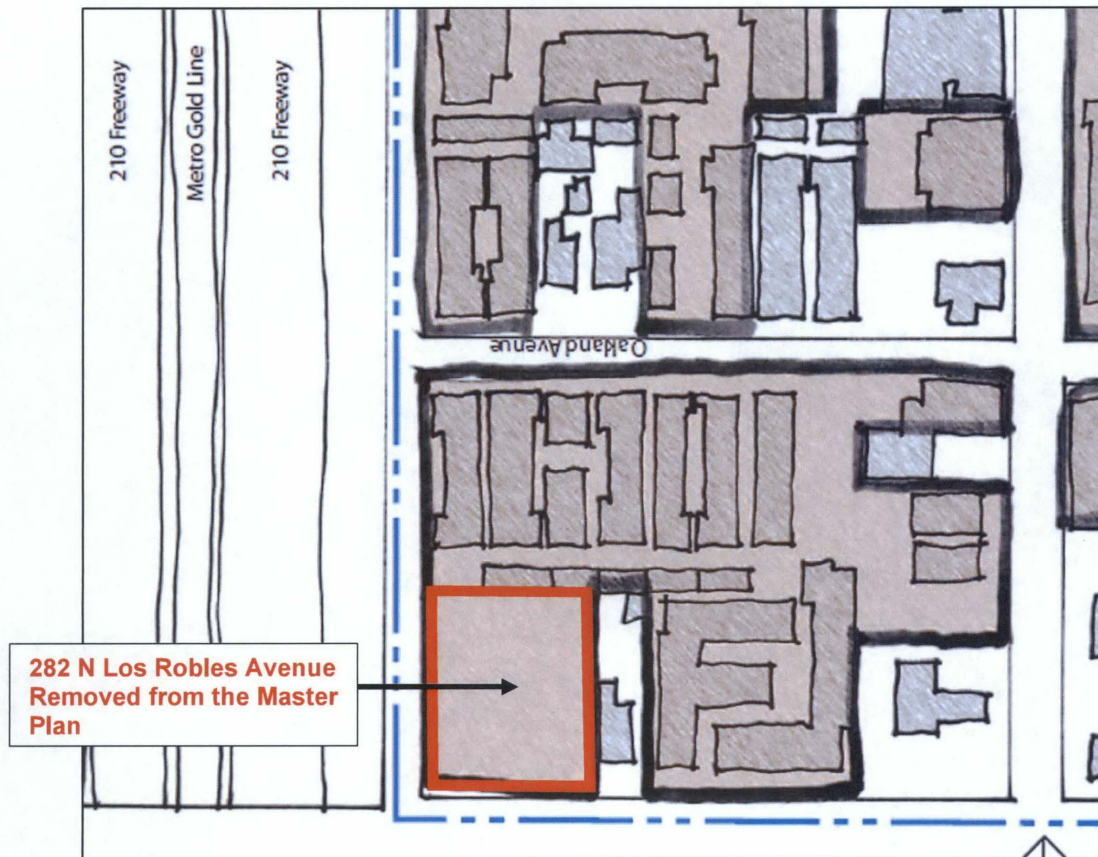 210 Freeway
Metro Gold Line
210 Freeway
Oakland Avenue
282 N Los Robles Avenue
Removed from the Master
Plan